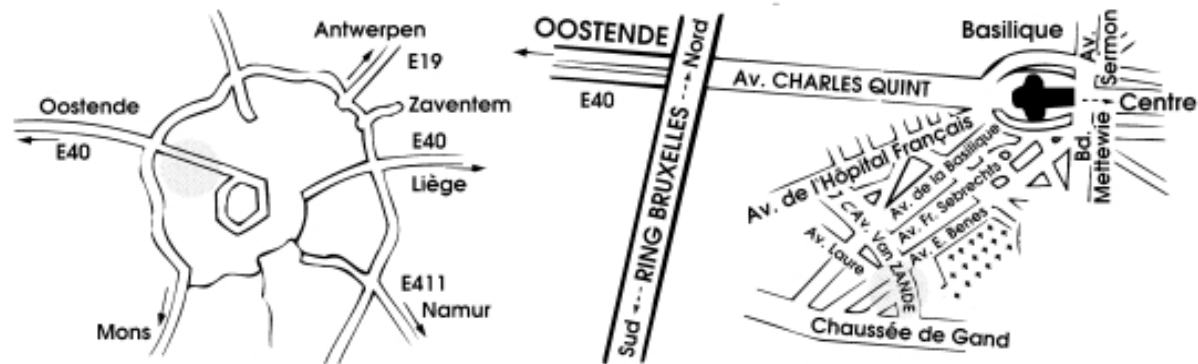 Antwerpen
E19
Oostende
Zaventem
E40
E40
Liège
E411
Namur
Mons
OOSTENDE
E40
Nord
RING BRUXELLES
Sud
Av. CHARLES QUINT
Basilique
Av. Sermon
Centre
Bd. Mettewie
Av. de l'Hôpital Français
Av. de la Basilique
Av. Fr. Sebrechts
Av. E. Benes
Av. Van ZANDE
Av. Laure
Chaussée de Gand